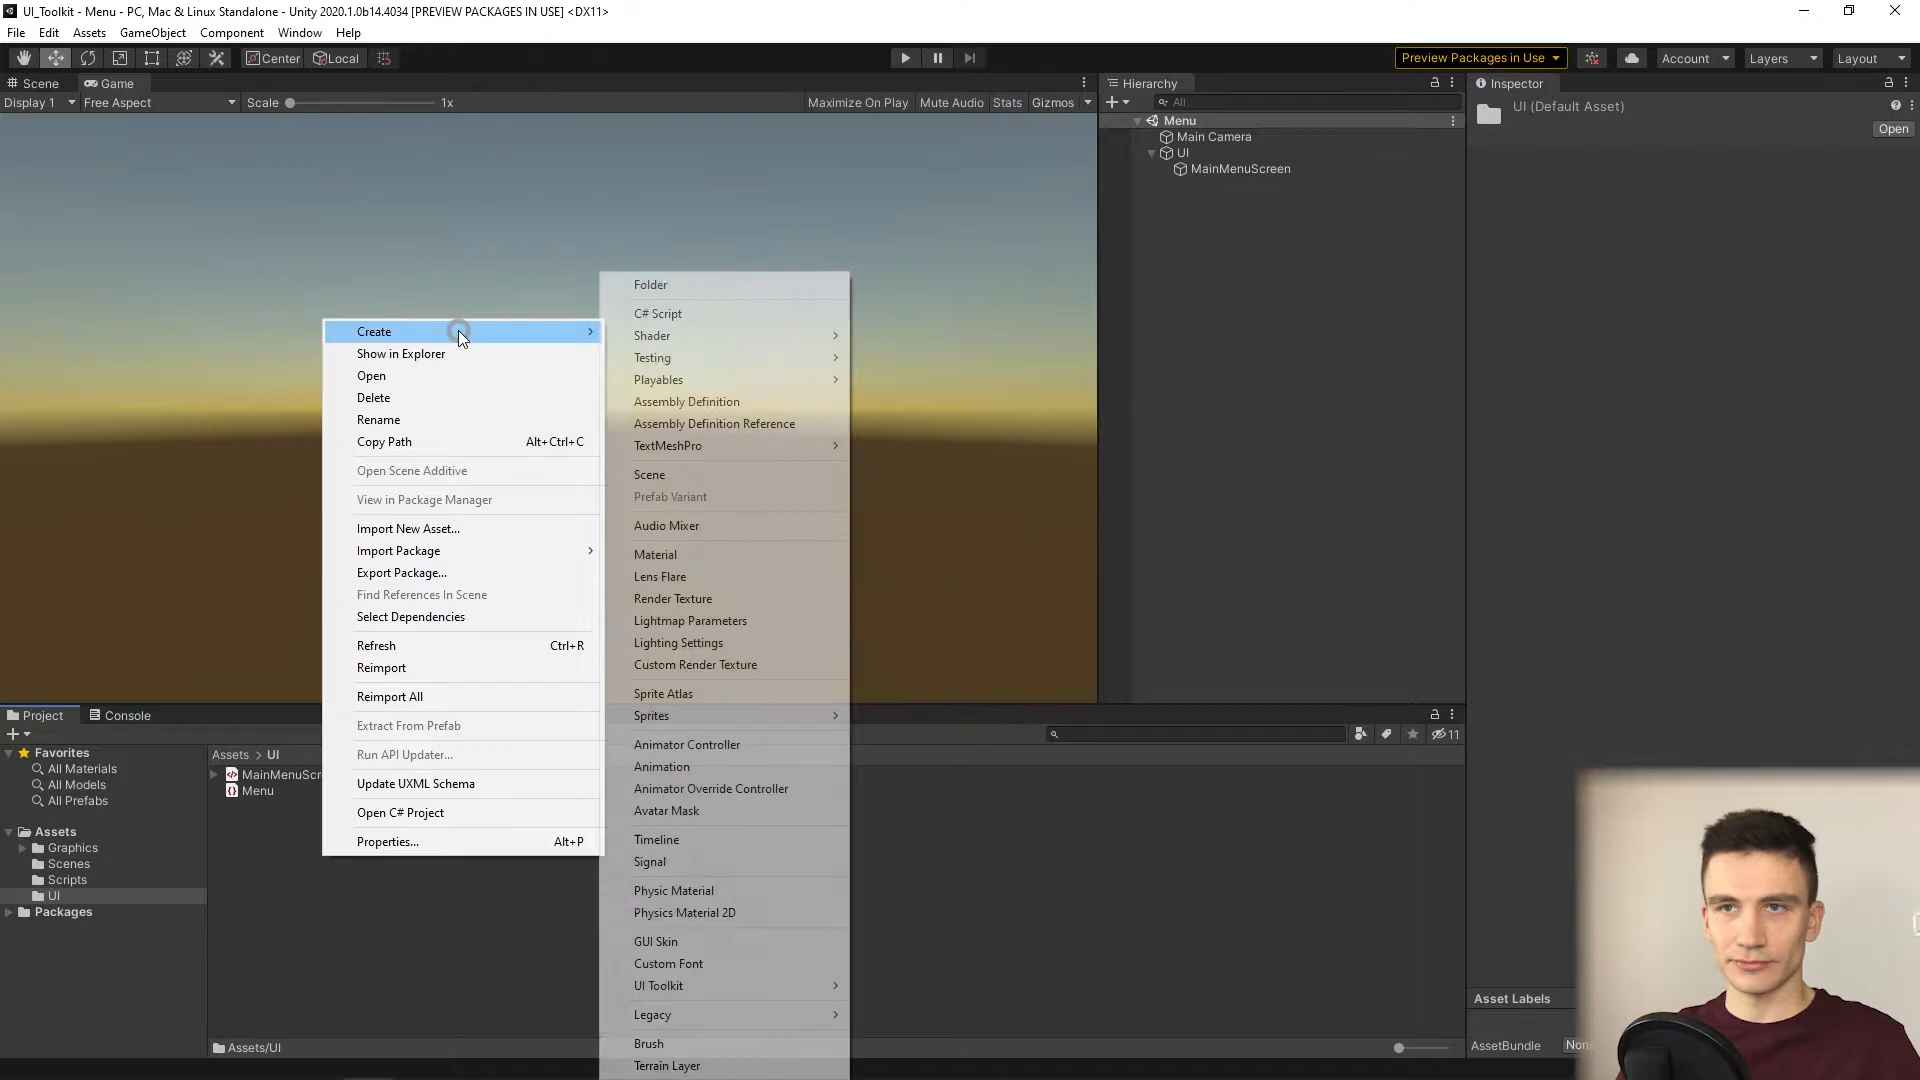 UI_Toolkit - Menu - PC, Mac & Linux Standalone - Unity 2020.1.0b14.4034 [PREVIEW PACKAGES IN USE] <DX11>
File Edit Assets GameObject Component Window Help
Center Local Preview Packages in Use Account Layers Layout
Scene Game
Display 1 Free Aspect Scale 1x Maximize On Play Mute Audio Stats Gizmos
Hierarchy
All
Menu
Main Camera
UI
MainMenuScreen
Inspector
UI (Default Asset)
Open
Create
Show in Explorer
Open
Delete
Rename
Copy Path Alt+Ctrl+C
Open Scene Additive
View in Package Manager
Import New Asset...
Import Package
Export Package...
Find References In Scene
Select Dependencies
Refresh Ctrl+R
Reimport
Reimport All
Extract From Prefab
Run API Updater...
Update UXML Schema
Open C# Project
Properties... Alt+P
Folder
C# Script
Shader
Testing
Playables
Assembly Definition
Assembly Definition Reference
TextMeshPro
Scene
Prefab Variant
Audio Mixer
Material
Lens Flare
Render Texture
Lightmap Parameters
Lighting Settings
Custom Render Texture
Sprite Atlas
Sprites
Animator Controller
Animation
Animator Override Controller
Avatar Mask
Timeline
Signal
Physic Material
Physics Material 2D
GUI Skin
Custom Font
UI Toolkit
Legacy
Brush
Terrain Layer
Project Console
11
Favorites
All Materials
All Models
All Prefabs
Assets
Graphics
Scenes
Scripts
UI
Packages
Assets > UI
MainMenuScr
Menu
Assets/UI
Asset Labels
AssetBundle Non